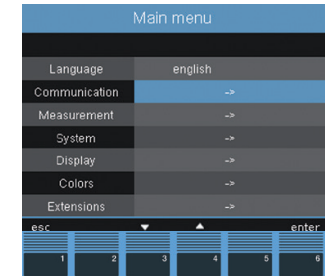 Main menu
Language english
Communication ->
Measurement ->
System ->
Display ->
Colors ->
Extensions ->
esc ▼ ▲ enter
1 2 3 4 5 6